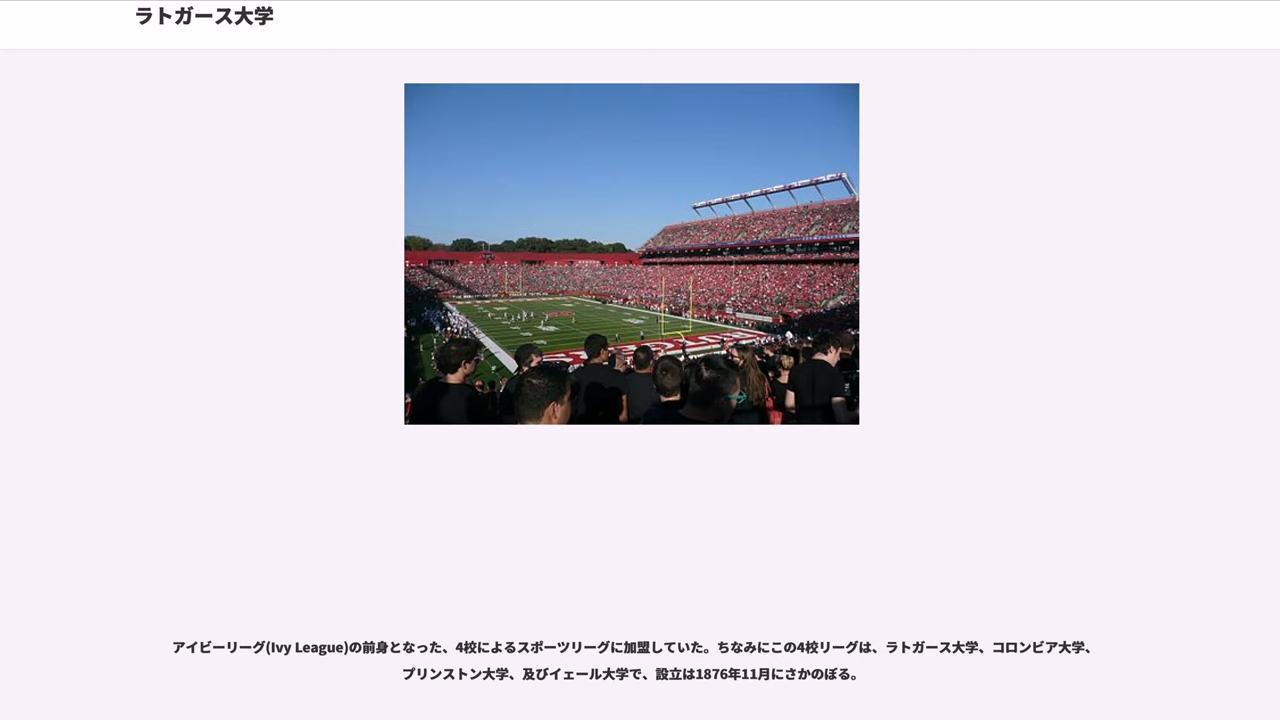 ラトガース大学
アイビーリーグ(Ivy League)の前身となった、4校によるスポーツリーグに加盟していた。ちなみにこの4校リーグは、ラトガース大学、コロンビア大学、
プリンストン大学、及びイェール大学で、設立は1876年11月にさかのぼる。